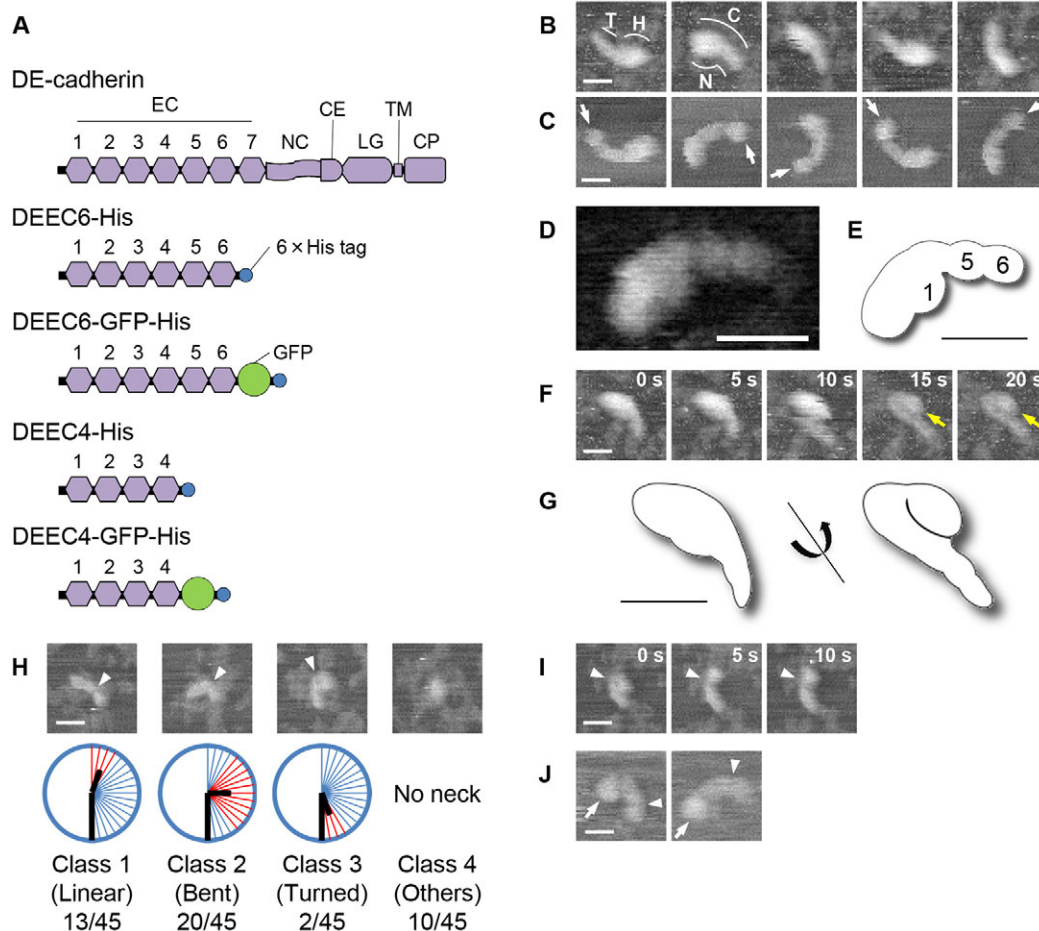 A
DE-cadherin
EC
CE
TM
1 2 3 4 5 6 7 NC LG CP
DEEC6-His
1 2 3 4 5 6
6 × His tag
DEEC6-GFP-His
1 2 3 4 5 6
GFP
DEEC4-His
1 2 3 4
DEEC4-GFP-His
1 2 3 4
B
T H
C
N
C
D
E
1 5 6
F
0 s 5 s 10 s 15 s 20 s
G
H
No neck
Class 1 Class 2 Class 3 Class 4
(Linear) (Bent) (Turned) (Others)
13/45 20/45 2/45 10/45
I
0 s 5 s 10 s
J